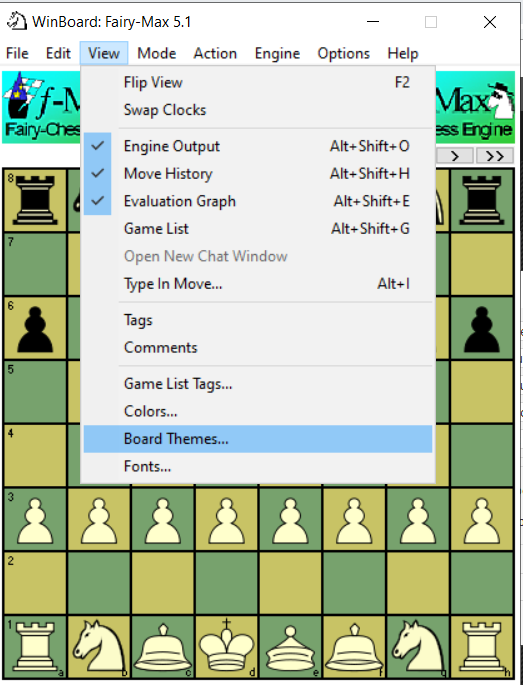 WinBoard: Fairy-Max 5.1
File Edit View Mode Action Engine Options Help
Flip View F2
Swap Clocks
Engine Output Alt+Shift+O
Move History Alt+Shift+H
Evaluation Graph Alt+Shift+E
Game List Alt+Shift+G
Open New Chat Window
Type In Move... Alt+I
Tags
Comments
Game List Tags...
Colors...
Board Themes...
Fonts...
f-M
Fairy-Ches
Max
ess Engine
> >>
8
7
6
5
4
3
2
1
a b c d e f g h